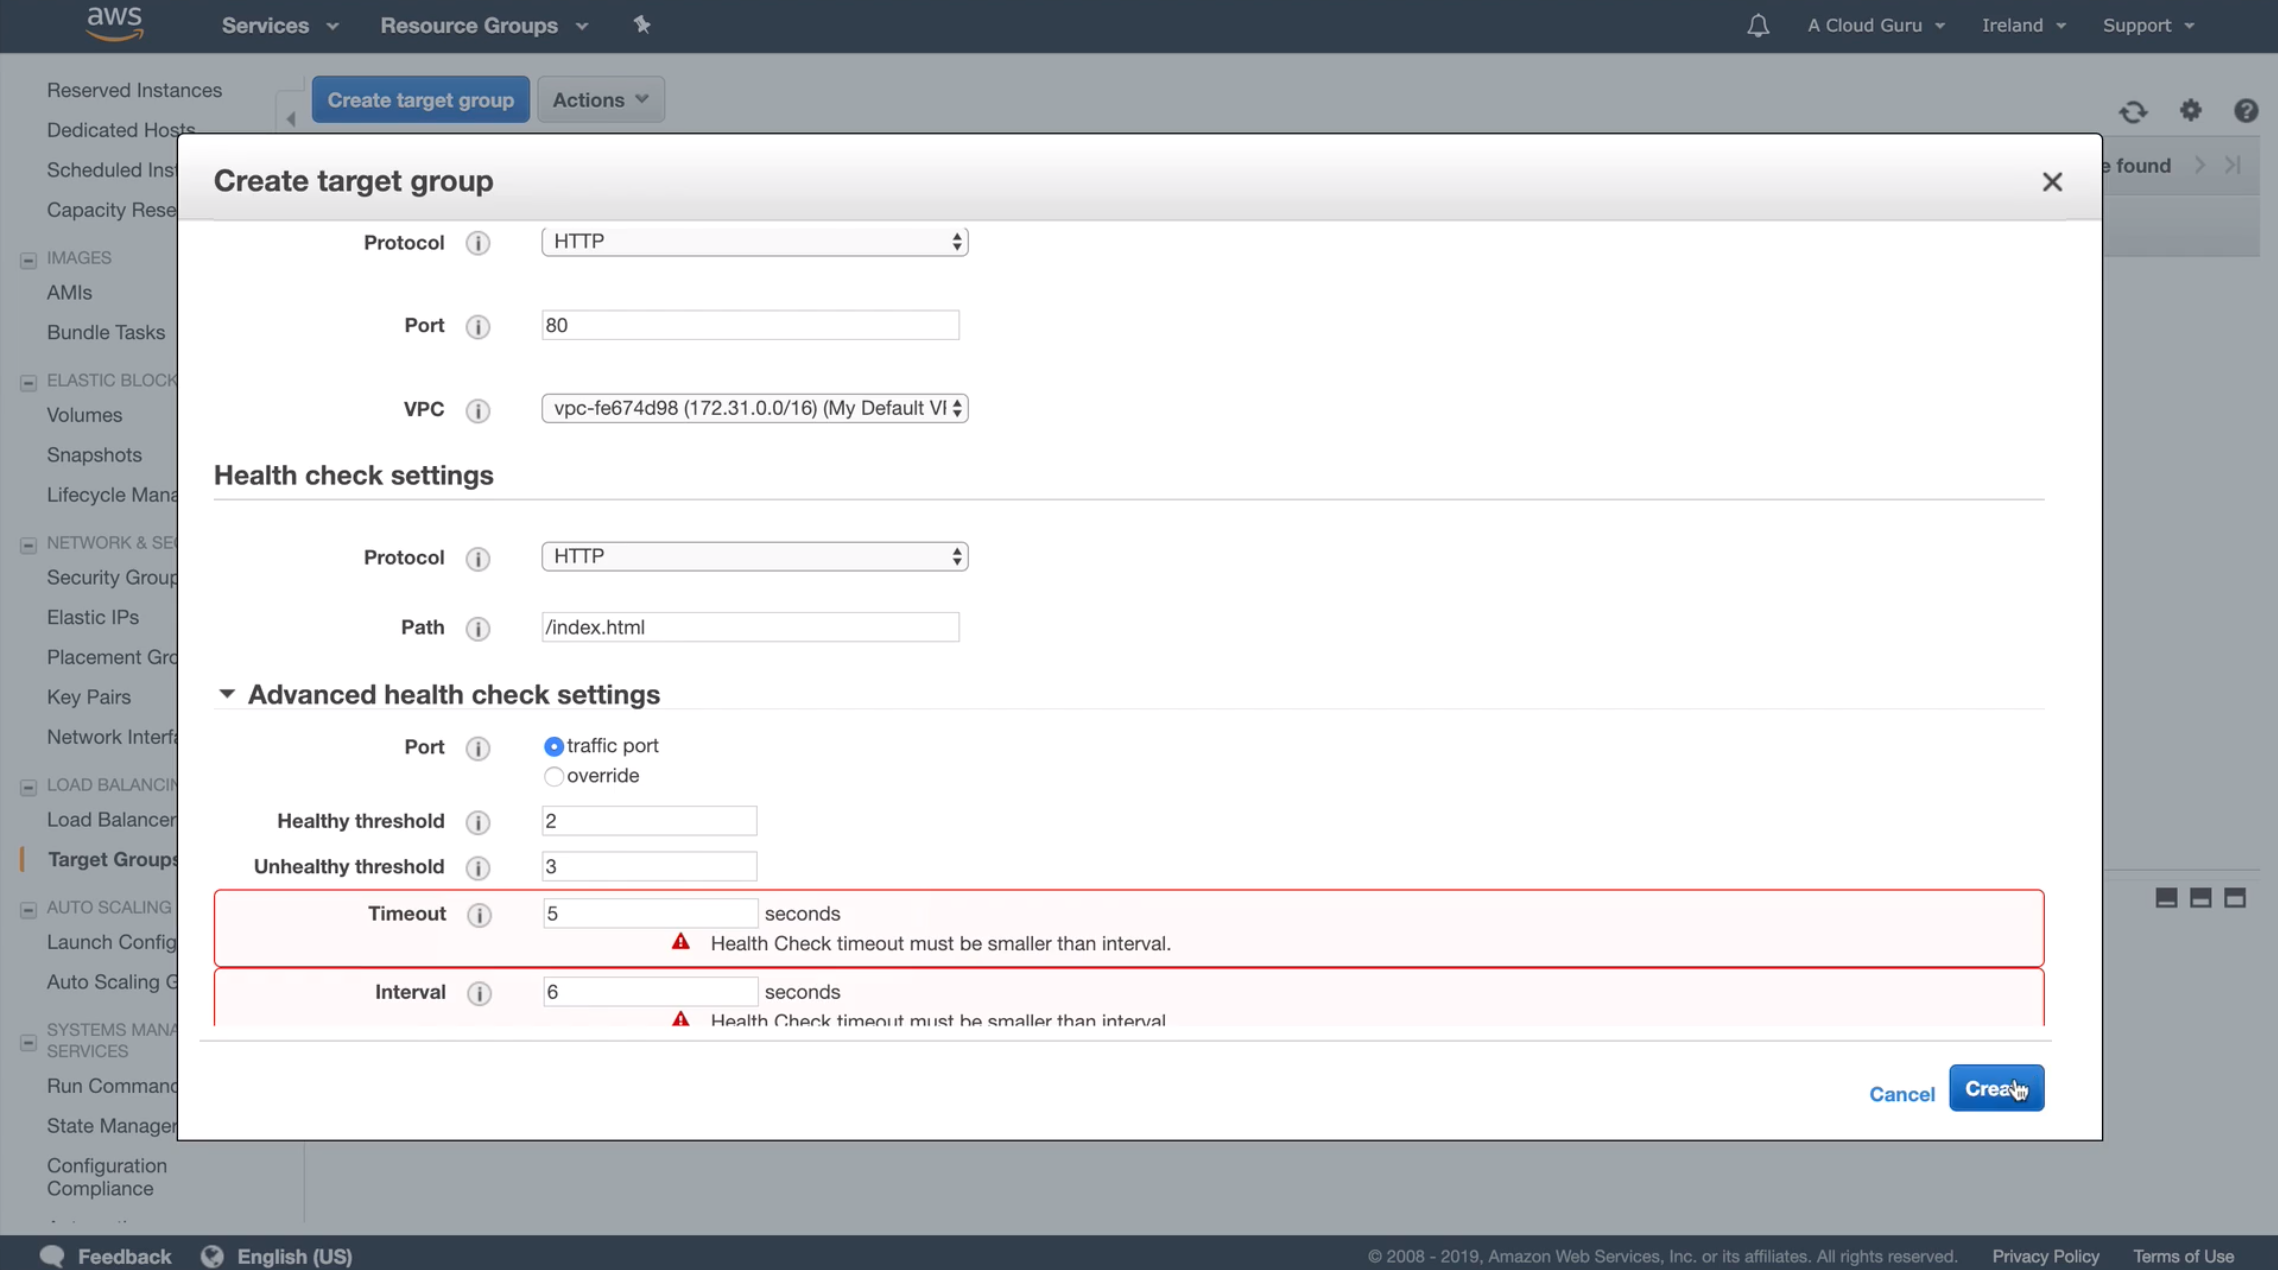 aws
Services
Resource Groups
A Cloud Guru
Ireland
Support
Reserved Instances
Dedicated Hosts
Scheduled Inst
Capacity Rese
IMAGES
AMIs
Bundle Tasks
ELASTIC BLOCK
Volumes
Snapshots
Lifecycle Mana
NETWORK & SE
Security Group
Elastic IPs
Placement Gro
Key Pairs
Network Interfa
LOAD BALANCIN
Load Balancer
Target Groups
AUTO SCALING
Launch Config
Auto Scaling G
SYSTEMS MANA
SERVICES
Run Command
State Manager
Configuration
Compliance
Create target group
Actions
e found
Create target group
Protocol
HTTP
Port
80
VPC
vpc-fe674d98 (172.31.0.0/16) (My Default VI
Health check settings
Protocol
HTTP
Path
/index.html
Advanced health check settings
Port
traffic port
override
Healthy threshold
2
Unhealthy threshold
3
Timeout
5
seconds
Health Check timeout must be smaller than interval.
Interval
6
seconds
Health Check timeout must be smaller than interval
Cancel
Crea
Feedback
English (US)
© 2008 - 2019, Amazon Web Services, Inc. or its affiliates. All rights reserved.
Privacy Policy
Terms of Use